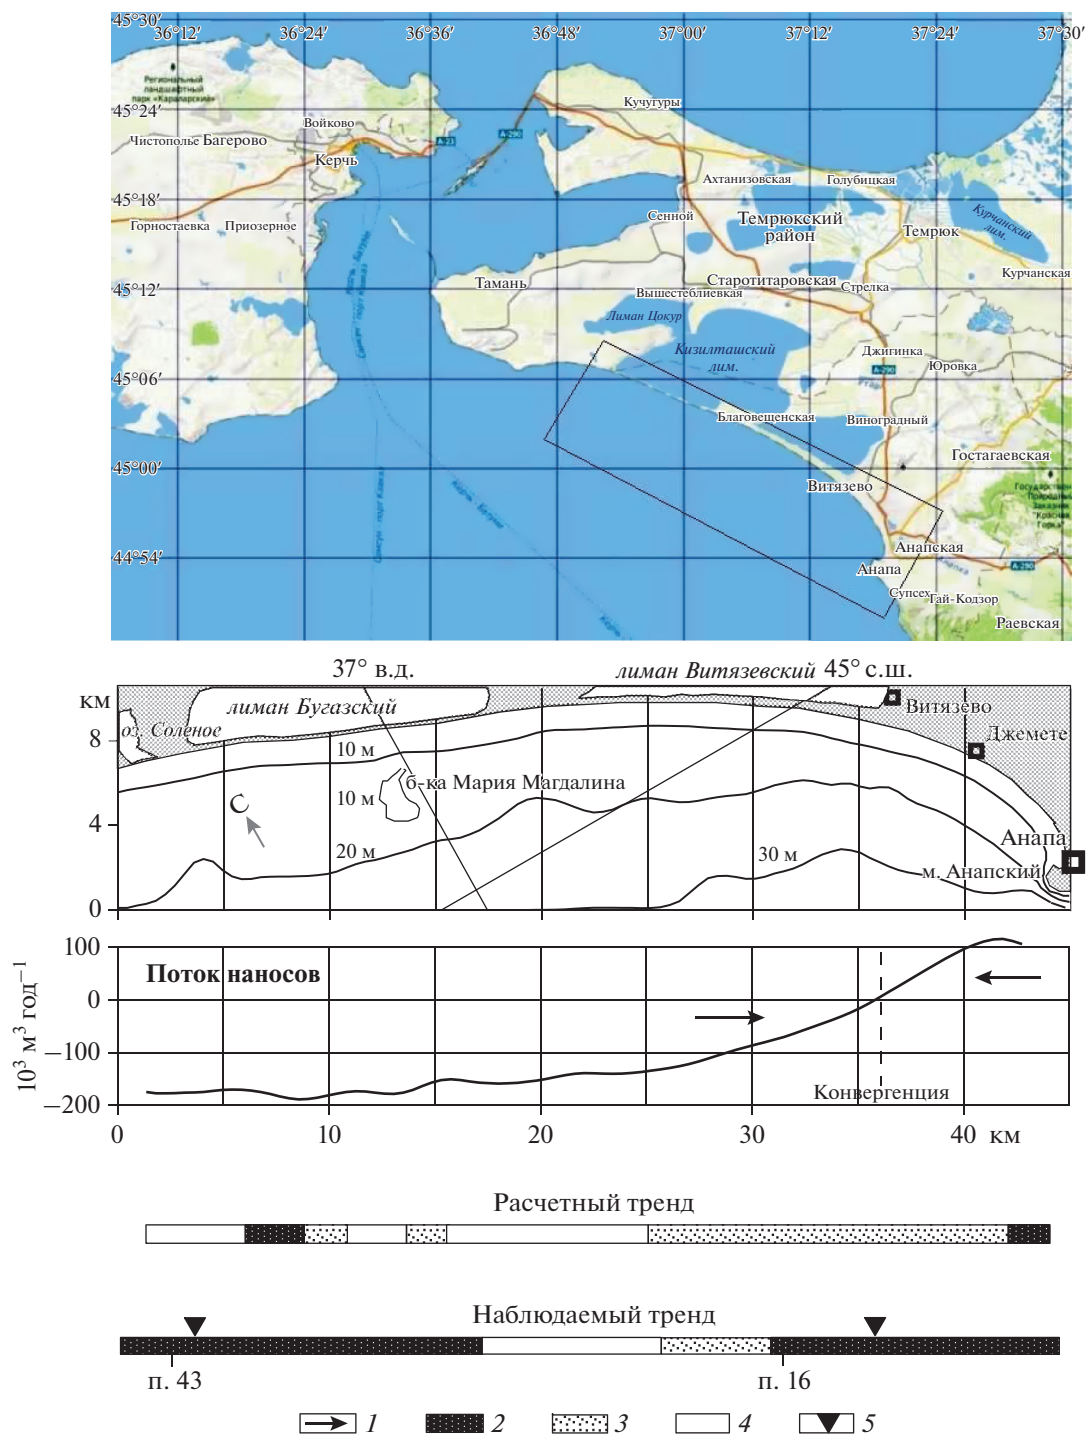 45°30′
36°12′ 36°24′ 36°36′ 36°48′ 37°00′ 37°12′ 37°24′ 37°30′
Региональный
ландшафтный
парк «Караларский»
45°24′
Кучугуры
Войково
Чистополье Багерово
А-290
Керчь
45°18′
Ахтанизовская
Голубицкая
Горностаевка Приозерное
Сенной
Темрюкский
район
Темрюк
Курчанский
лим.
Курчанская
45°12′
Тамань
Старотитаровская
Вышестеблиевкая
Стрелка
Лиман Цокур
Кизилташский
лим.
Джигинка
А-290
Юровка
45°06′
Благовещенская
Виноградный
Гостагаевская
45°00′
Витязево
Керчь - Батуми
44°54′
Анапская
Анапа
А-290
Супсех
Гай-Кодзор
Раевская
37° в.д.
лиман Витязевский 45° с.ш.
км
8
4
0
оз. Соленое
лиман Бугазский
Витязево
Джемете
10 м
б-ка Мария Магдалина
10 м
С
20 м
30 м
Анапа
м. Анапский
10³ м³ год⁻¹
100
0
−100
−200
Поток наносов
Конвергенция
0 10 20 30 40 км
Расчетный тренд
Наблюдаемый тренд
п. 43
п. 16
1 2 3 4 5